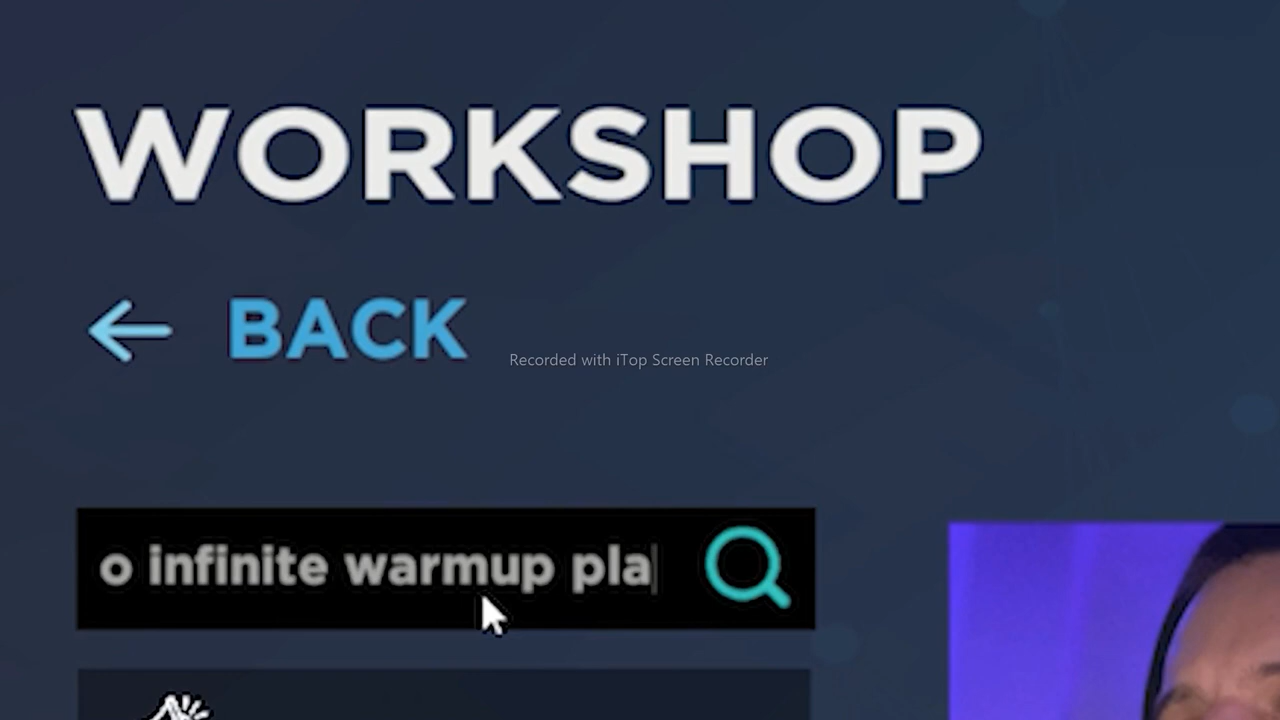 WORKSHOP
← BACK
Recorded with iTop Screen Recorder
o infinite warmup pla